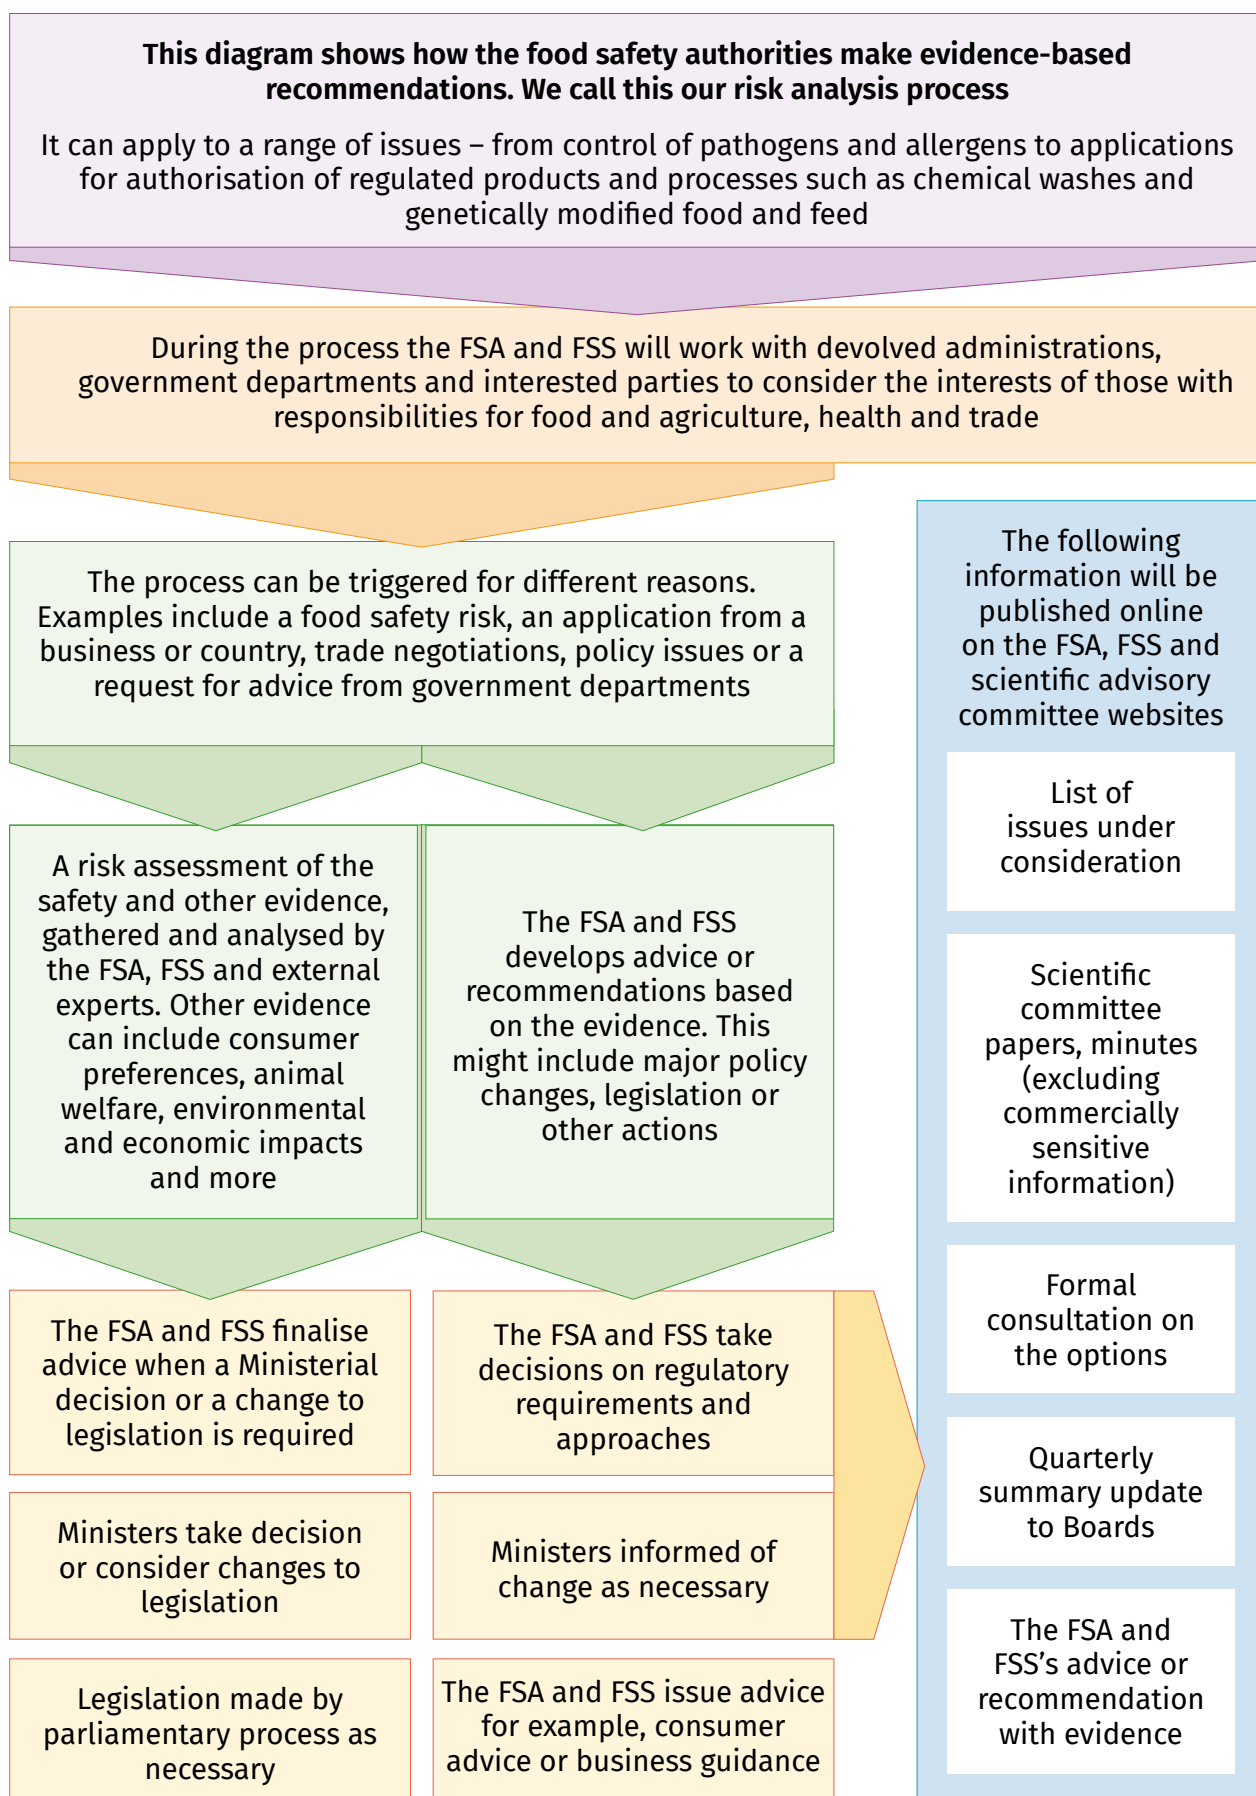 This diagram shows how the food safety authorities make evidence-based
recommendations. We call this our risk analysis process
It can apply to a range of issues – from control of pathogens and allergens to applications
for authorisation of regulated products and processes such as chemical washes and
genetically modified food and feed
During the process the FSA and FSS will work with devolved administrations,
government departments and interested parties to consider the interests of those with
responsibilities for food and agriculture, health and trade
The process can be triggered for different reasons.
Examples include a food safety risk, an application from a
business or country, trade negotiations, policy issues or a
request for advice from government departments
A risk assessment of the
safety and other evidence,
gathered and analysed by
the FSA, FSS and external
experts. Other evidence
can include consumer
preferences, animal
welfare, environmental
and economic impacts
and more
The FSA and FSS
develops advice or
recommendations based
on the evidence. This
might include major policy
changes, legislation or
other actions
The FSA and FSS finalise
advice when a Ministerial
decision or a change to
legislation is required
The FSA and FSS take
decisions on regulatory
requirements and
approaches
Ministers take decision
or consider changes to
legislation
Ministers informed of
change as necessary
Legislation made by
parliamentary process as
necessary
The FSA and FSS issue advice
for example, consumer
advice or business guidance
The following
information will be
published online
on the FSA, FSS and
scientific advisory
committee websites
List of
issues under
consideration
Scientific
committee
papers, minutes
(excluding
commercially
sensitive
information)
Formal
consultation on
the options
Quarterly
summary update
to Boards
The FSA and
FSS's advice or
recommendation
with evidence